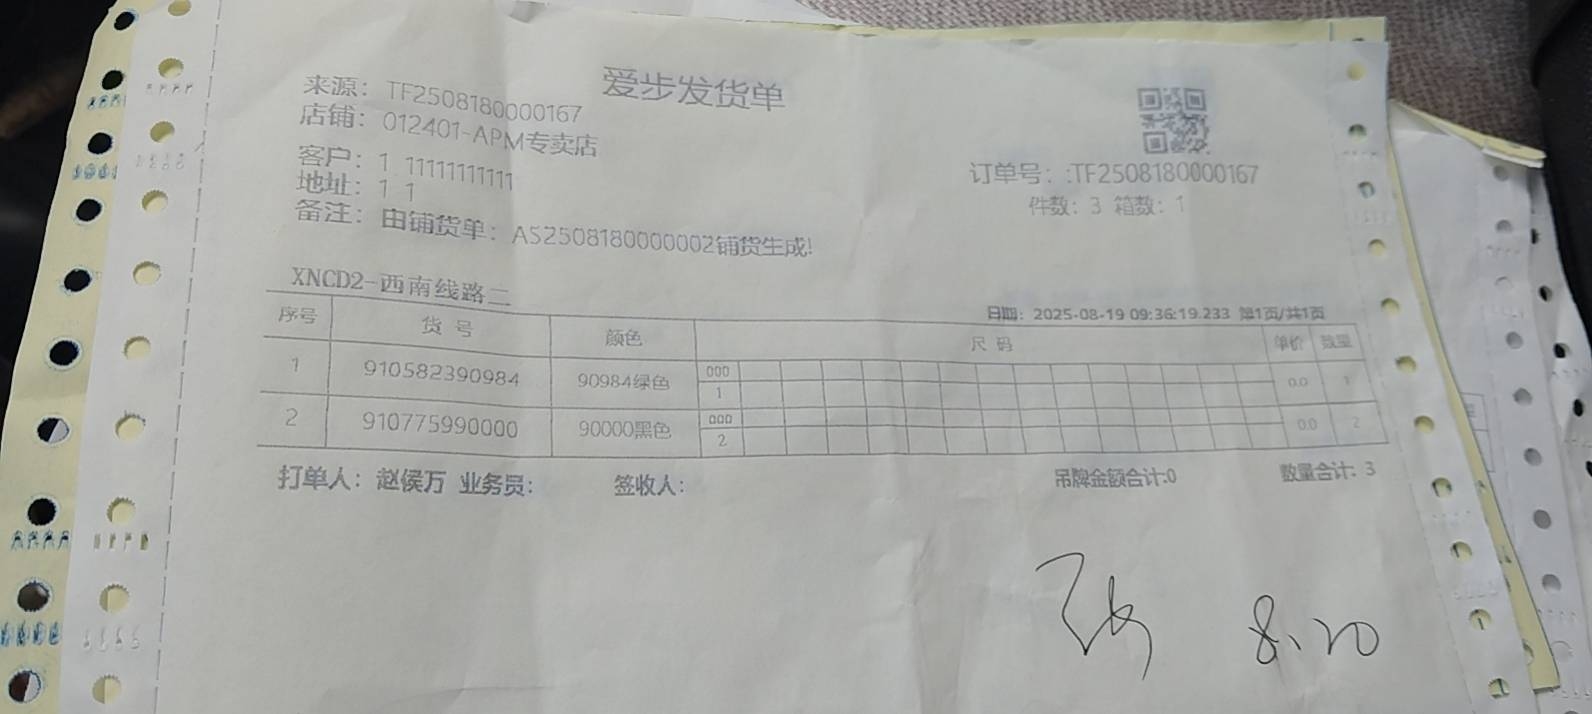 爱步发货单
来源: TF2508180000167
店铺: 012401-APM专卖店
客户: 1 11111111111
地址: 1 1
备注: 由铺货单: AS2508180000002铺货生成!
订单号: :TF2508180000167
件数: 3 箱数: 1
XNCD2-西南线路二
日期: 2025-08-19 09:36:19.233 第1页/共1页
序号 货 号 颜色 尺 码 单价 数量
1 910582390984 90984绿色 000 0.0 1
1
2 910775990000 90000黑色 000 0.0 2
2
打单人: 赵侯万 业务员: 签收人: 吊牌金额合计:0 数量合计: 3
8.20